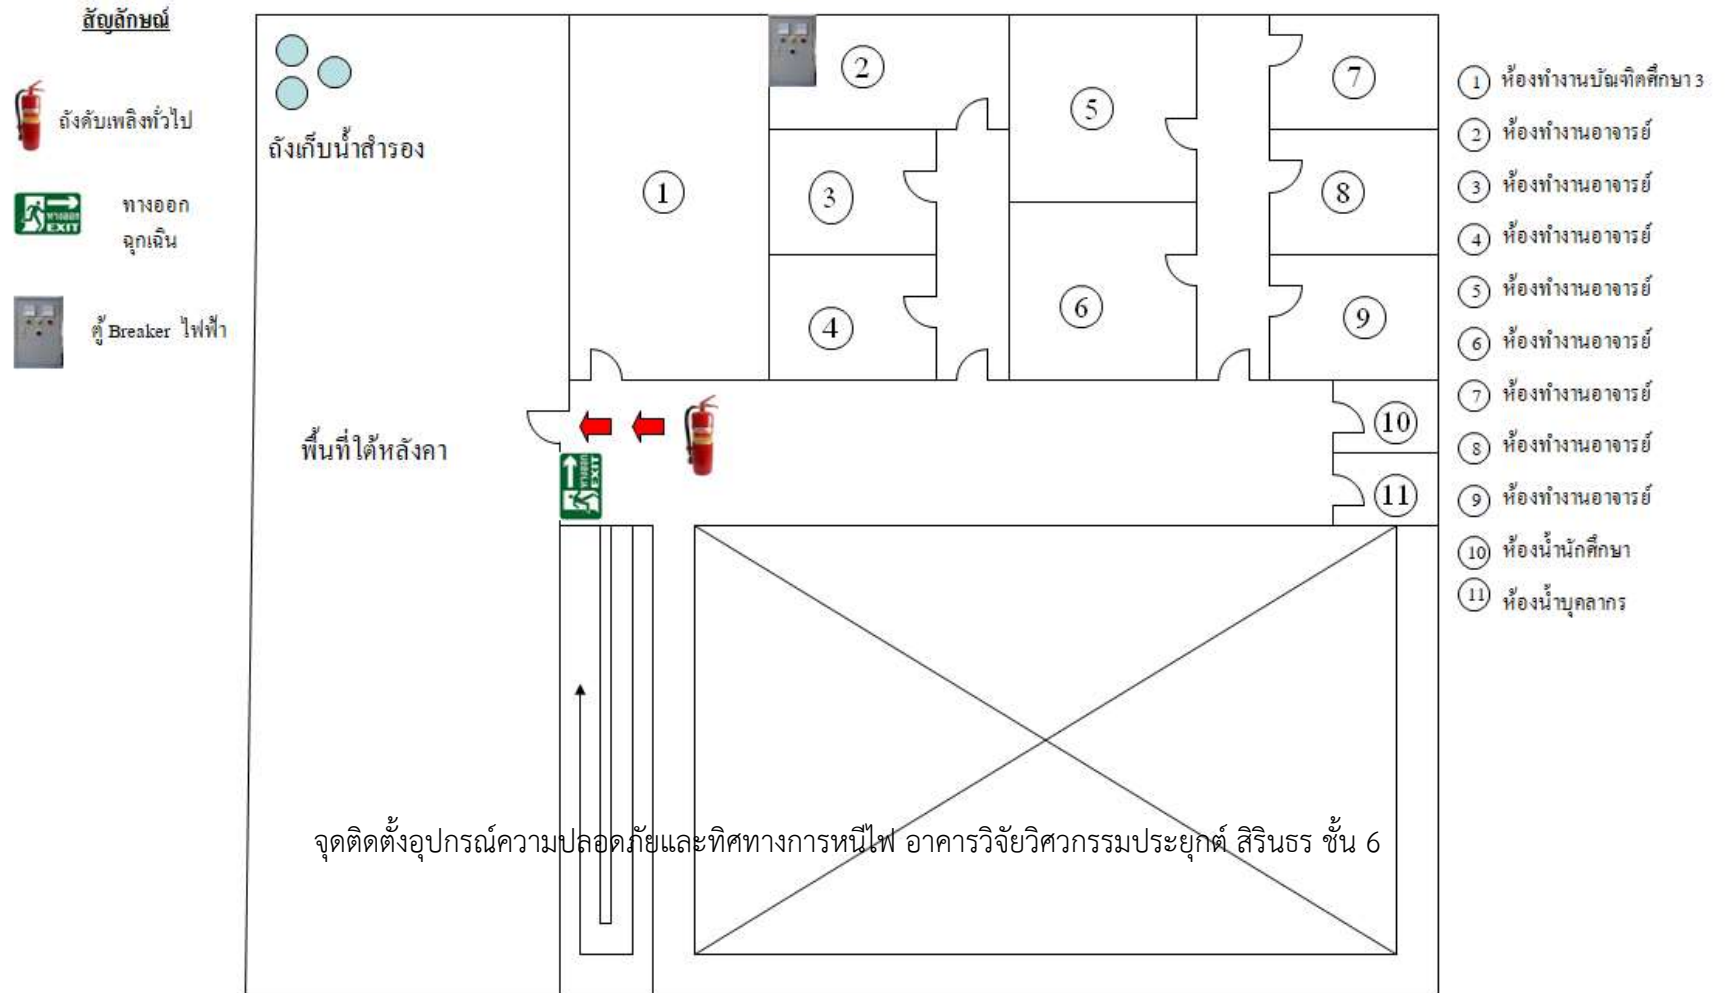 สัญลักษณ์
ถังดับเพลิงทั่วไป
ทางออก
EXIT
ทางออก
ฉุกเฉิน
ตู้ Breaker ไฟฟ้า
ถังเก็บน้ำสำรอง
พื้นที่ใต้หลังคา
1
2
3
4
5
6
7
8
9
10
11
ทางออก
EXIT
จุดติดตั้งอุปกรณ์ความปลอดภัยและทิศทางการหนีไฟ อาคารวิจัยวิศวกรรมประยุกต์ สิรินธร ชั้น 6
1 ห้องทำงานบัณฑิตศึกษา 3
2 ห้องทำงานอาจารย์
3 ห้องทำงานอาจารย์
4 ห้องทำงานอาจารย์
5 ห้องทำงานอาจารย์
6 ห้องทำงานอาจารย์
7 ห้องทำงานอาจารย์
8 ห้องทำงานอาจารย์
9 ห้องทำงานอาจารย์
10 ห้องน้ำนักศึกษา
11 ห้องน้ำบุคลากร